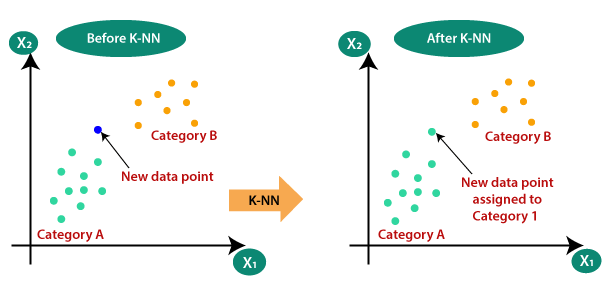 X₂
Before K-NN
Category B
New data point
Category A
X₁
K-NN
X₂
After K-NN
Category B
New data point
assigned to
Category 1
Category A
X₁